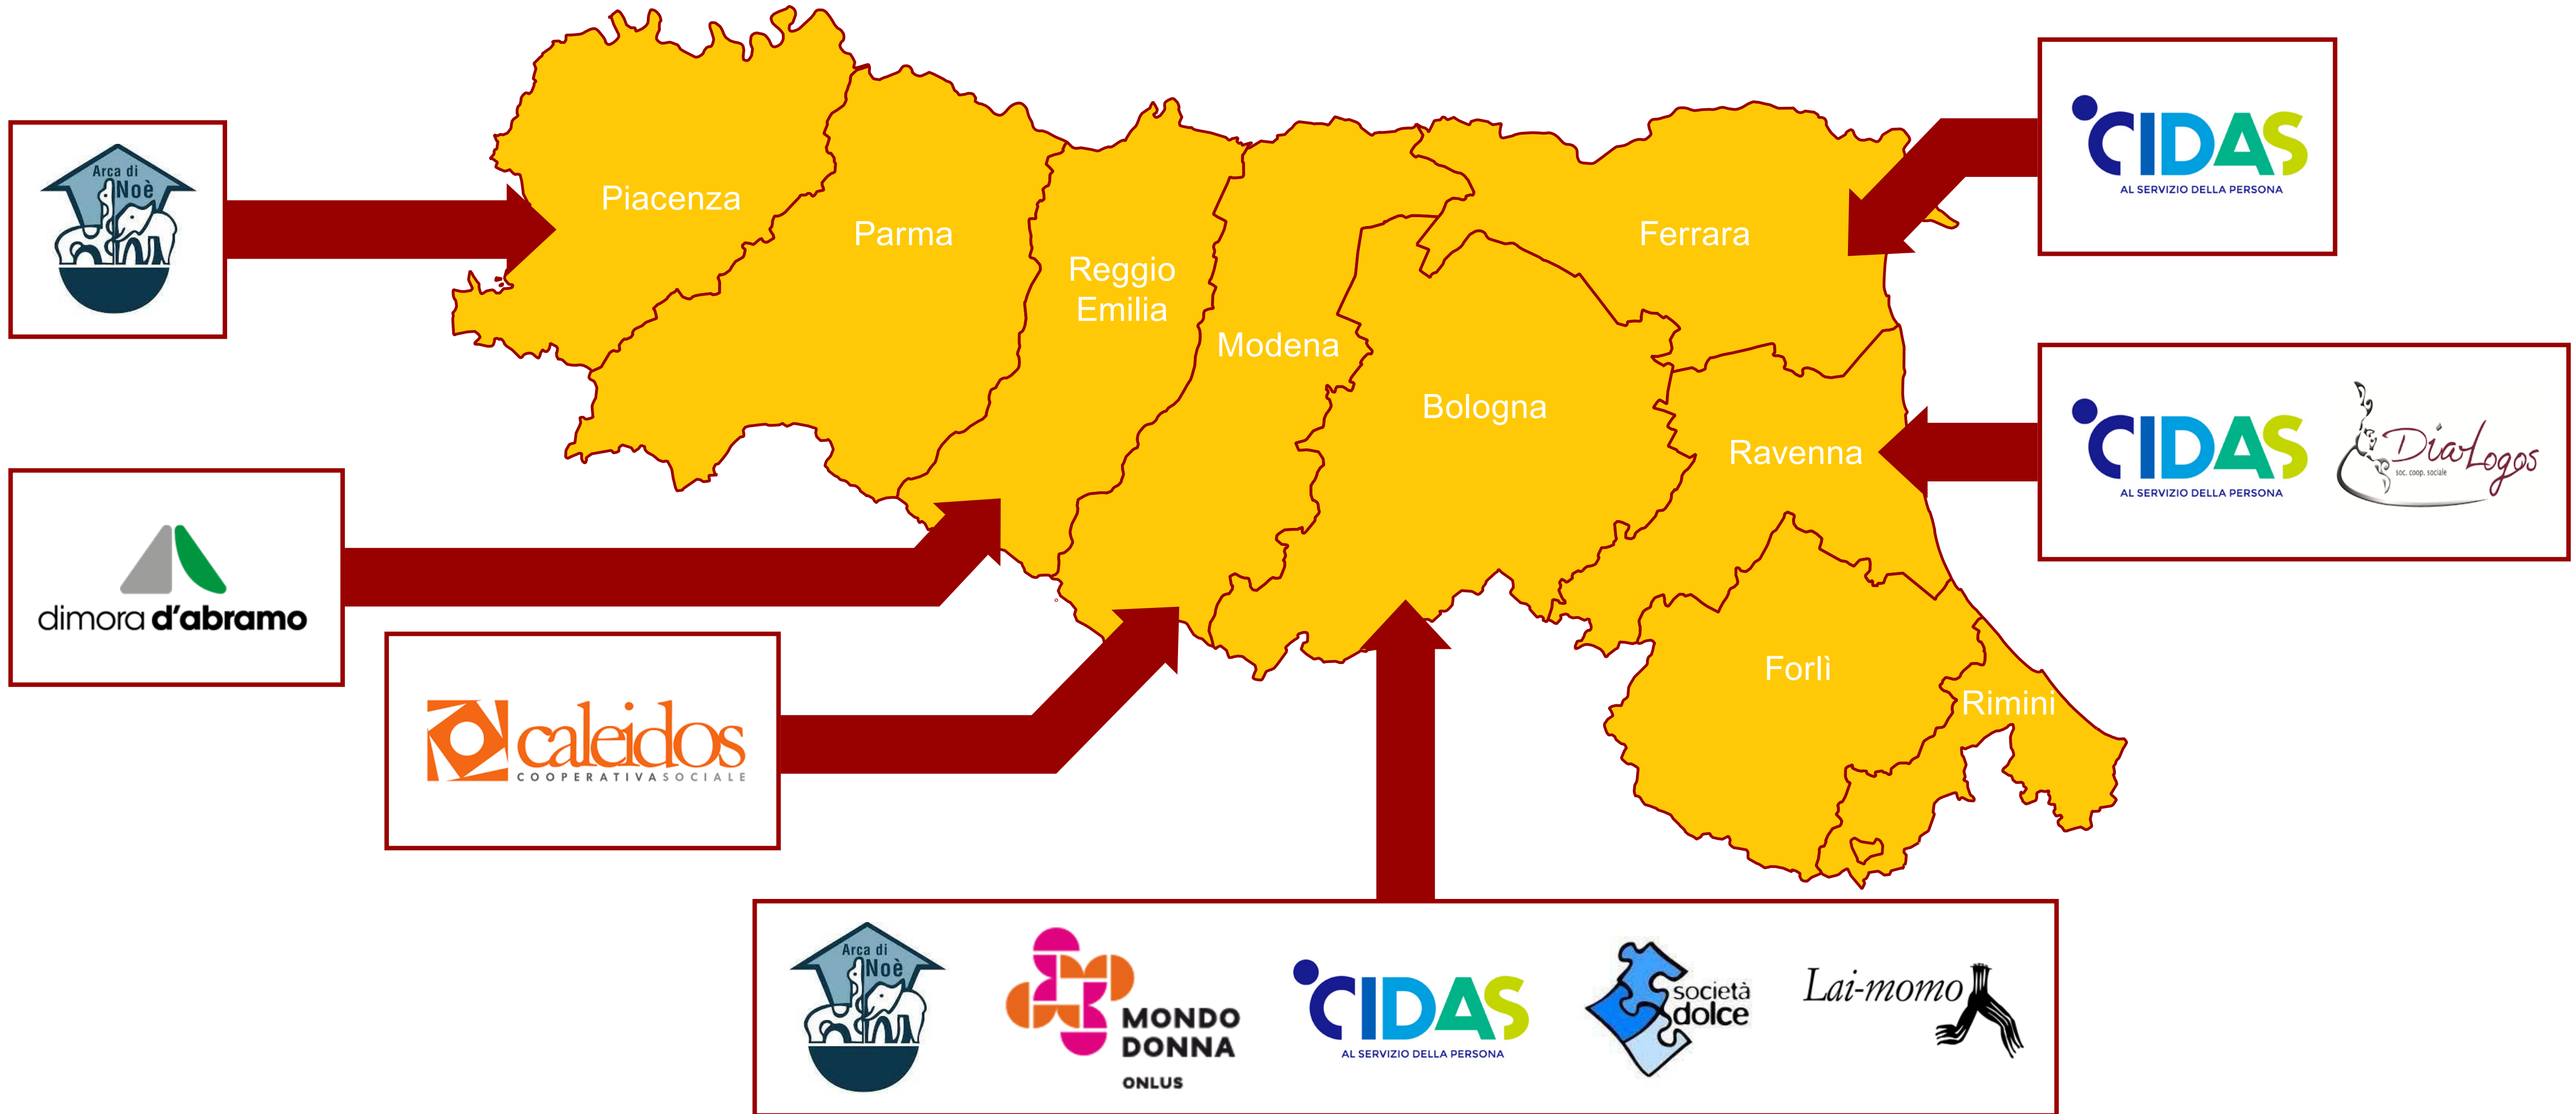 Arca di
Noè
Piacenza
Parma
Reggio
Emilia
Modena
Bologna
Ferrara
Ravenna
Forlì
Rimini
CIDAS
AL SERVIZIO DELLA PERSONA
CIDAS
AL SERVIZIO DELLA PERSONA
DiaLogos
soc. coop. sociale
dimora d'abramo
caleidos
COOPERATIVASOCIALE
Arca di
Noè
MONDO
DONNA
ONLUS
CIDAS
AL SERVIZIO DELLA PERSONA
società
dolce
Lai-momo